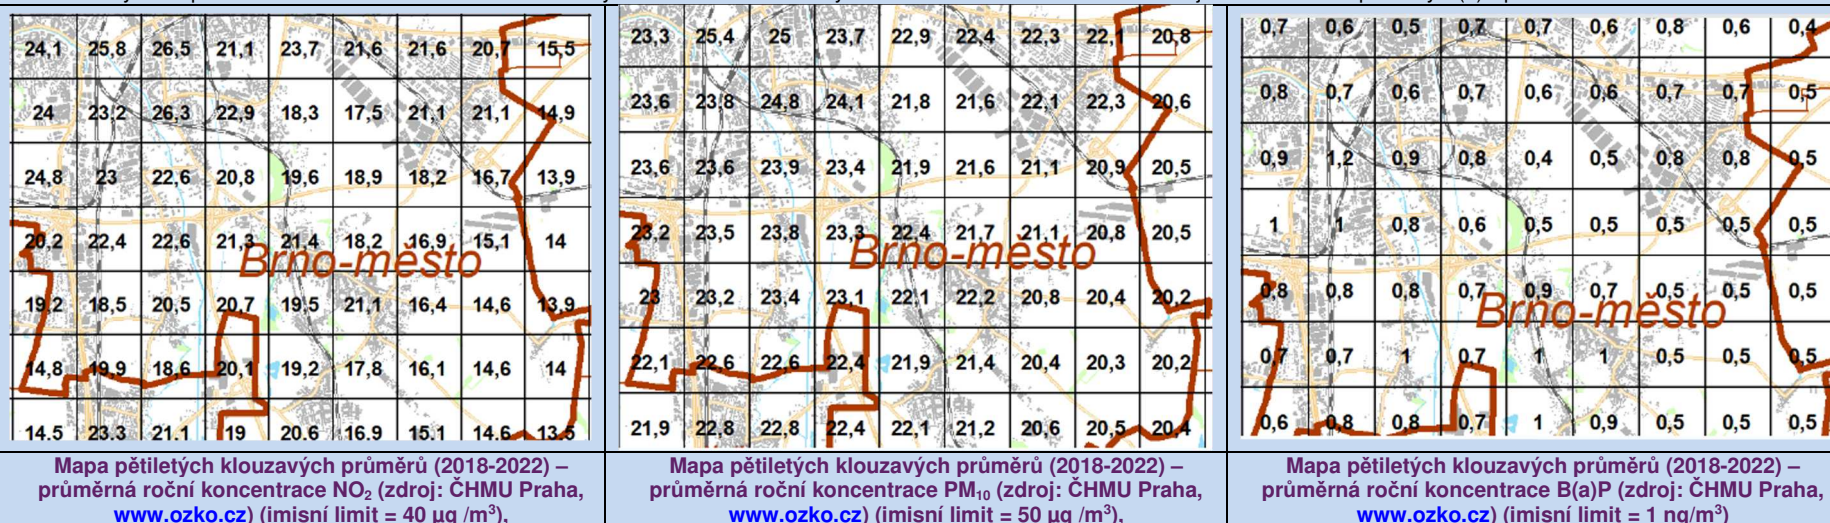 24,1 25,8 26,5 21,1 23,7 21,6 21,6 20,7 15,5
24 23,2 26,3 22,9 18,3 17,5 21,1 21,1 14,9
24,8 23 22,6 20,8 19,6 18,9 18,2 16,7 13,9
20,2 22,4 22,6 21,3 21,4 18,2 16,9 15,1 14
Brno-město
19,2 18,5 20,5 20,7 19,5 21,1 16,4 14,6 13,9
14,8 19,9 18,6 20,1 19,2 17,8 16,1 14,6 14
14,5 23,3 21,1 19 20,6 16,9 15,1 14,6 13,5
Mapa pětiletých klouzavých průměrů (2018-2022) –
průměrná roční koncentrace NO₂ (zdroj: ČHMU Praha,
www.ozko.cz) (imisní limit = 40 µg /m³),
23,3 25,4 25 23,7 22,9 22,4 22,3 22,1 20,8
23,6 23,8 24,8 24,1 21,8 21,6 22,1 22,3 20,6
23,6 23,6 23,9 23,4 21,9 21,6 21,1 20,9 20,5
23,2 23,5 23,8 23,3 22,4 21,7 21,1 20,8 20,5
Brno-město
23 23,2 23,4 23,1 22,1 22,2 20,8 20,4 20,2
22,1 22,6 22,6 22,4 21,9 21,4 20,4 20,3 20,2
21,9 22,8 22,8 22,4 22,1 21,2 20,6 20,5 20,4
Mapa pětiletých klouzavých průměrů (2018-2022) –
průměrná roční koncentrace PM₁₀ (zdroj: ČHMU Praha,
www.ozko.cz) (imisní limit = 50 µg /m³),
0,7 0,6 0,5 0,7 0,7 0,6 0,8 0,6 0,4
0,8 0,7 0,6 0,7 0,6 0,6 0,7 0,7 0,5
0,9 1,2 0,9 0,8 0,4 0,5 0,8 0,8 0,5
1 1 0,8 0,6 0,5 0,5 0,5 0,5 0,5
0,8 0,8 0,8 0,7 0,9 0,7 0,5 0,5 0,5
Brno-město
0,7 0,7 1 0,7 1 1 0,5 0,5 0,5
0,6 0,8 0,8 0,7 1 0,9 0,5 0,5 0,5
Mapa pětiletých klouzavých průměrů (2018-2022) –
průměrná roční koncentrace B(a)P (zdroj: ČHMU Praha,
www.ozko.cz) (imisní limit = 1 ng/m³)